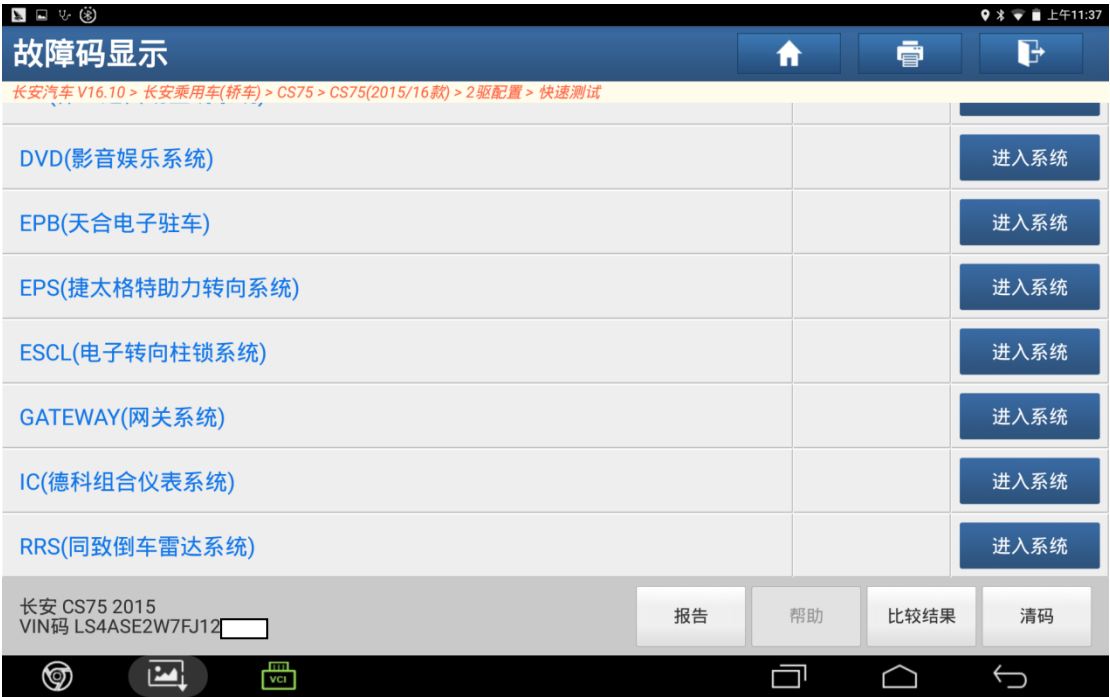 上午11:37
故障码显示
长安汽车 V16.10 > 长安乘用车(轿车) > CS75 > CS75(2015/16款) > 2驱配置 > 快速测试
DVD(影音娱乐系统)
进入系统
EPB(天合电子驻车)
进入系统
EPS(捷太格特助力转向系统)
进入系统
ESCL(电子转向柱锁系统)
进入系统
GATEWAY(网关系统)
进入系统
IC(德科组合仪表系统)
进入系统
RRS(同致倒车雷达系统)
进入系统
长安 CS75 2015
VIN码 LS4ASE2W7FJ12
报告
帮助
比较结果
清码
VCI